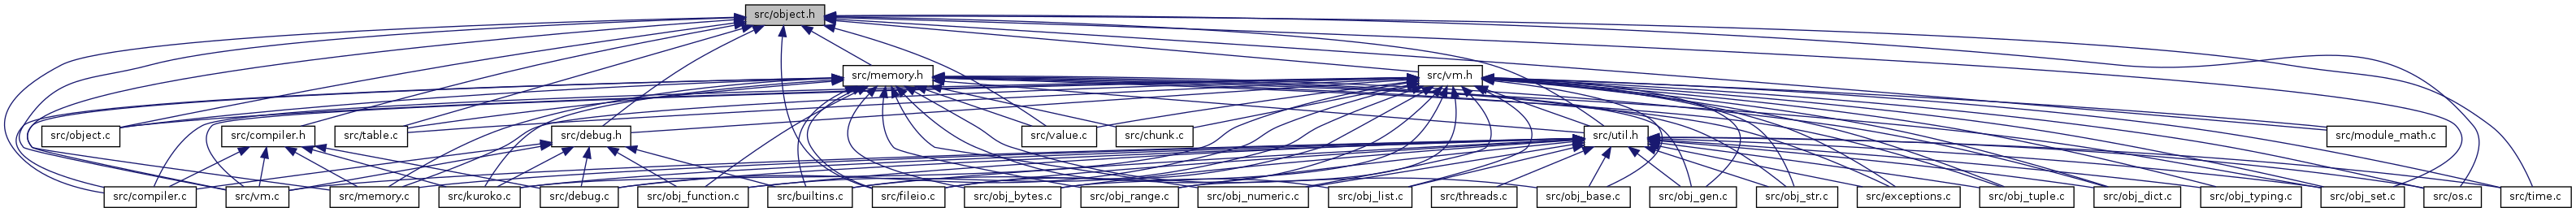 src/object.h
src/memory.h
src/vm.h
src/object.c
src/compiler.h
src/table.c
src/debug.h
src/value.c
src/chunk.c
src/util.h
src/module_math.c
src/compiler.c
src/vm.c
src/memory.c
src/kuroko.c
src/debug.c
src/obj_function.c
src/builtins.c
src/fileio.c
src/obj_bytes.c
src/obj_range.c
src/obj_numeric.c
src/obj_list.c
src/threads.c
src/obj_base.c
src/obj_gen.c
src/obj_str.c
src/exceptions.c
src/obj_tuple.c
src/obj_dict.c
src/obj_typing.c
src/obj_set.c
src/os.c
src/time.c